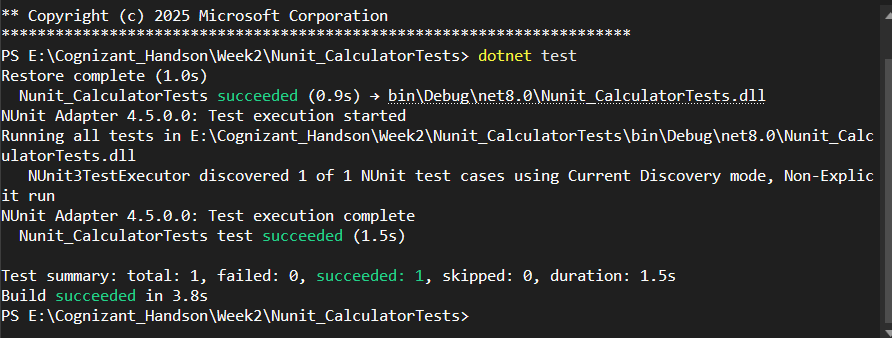 ** Copyright (c) 2025 Microsoft Corporation
**********************************************************************
PS E:\Cognizant_Handson\Week2\Nunit_CalculatorTests> dotnet test
Restore complete (1.0s)
  Nunit_CalculatorTests succeeded (0.9s) → bin\Debug\net8.0\Nunit_CalculatorTests.dll
NUnit Adapter 4.5.0.0: Test execution started
Running all tests in E:\Cognizant_Handson\Week2\Nunit_CalculatorTests\bin\Debug\net8.0\Nunit_Calc
ulatorTests.dll
   NUnit3TestExecutor discovered 1 of 1 NUnit test cases using Current Discovery mode, Non-Explic
it run
NUnit Adapter 4.5.0.0: Test execution complete
  Nunit_CalculatorTests test succeeded (1.5s)

Test summary: total: 1, failed: 0, succeeded: 1, skipped: 0, duration: 1.5s
Build succeeded in 3.8s
PS E:\Cognizant_Handson\Week2\Nunit_CalculatorTests>